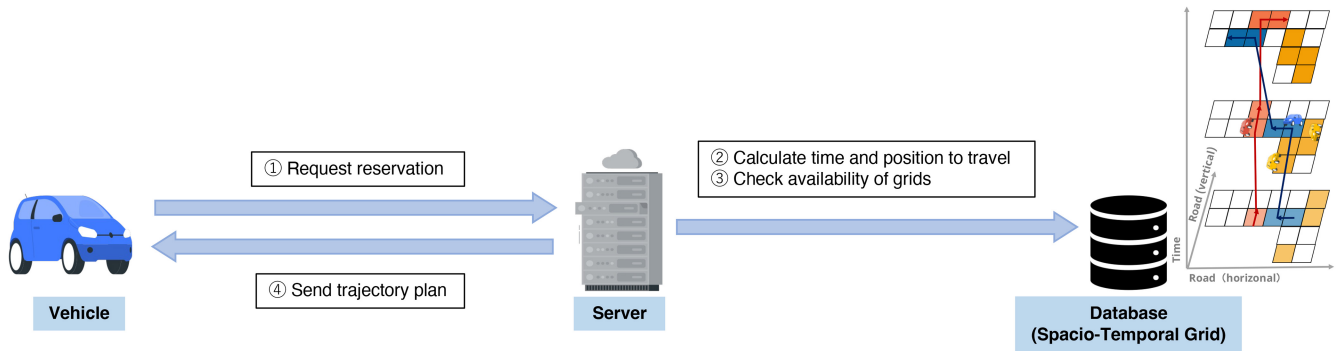 ① Request reservation
② Calculate time and position to travel
③ Check availability of grids
④ Send trajectory plan
Vehicle
Server
Database
(Spacio-Temporal Grid)
Time
Road (vertical)
Road (horizonal)